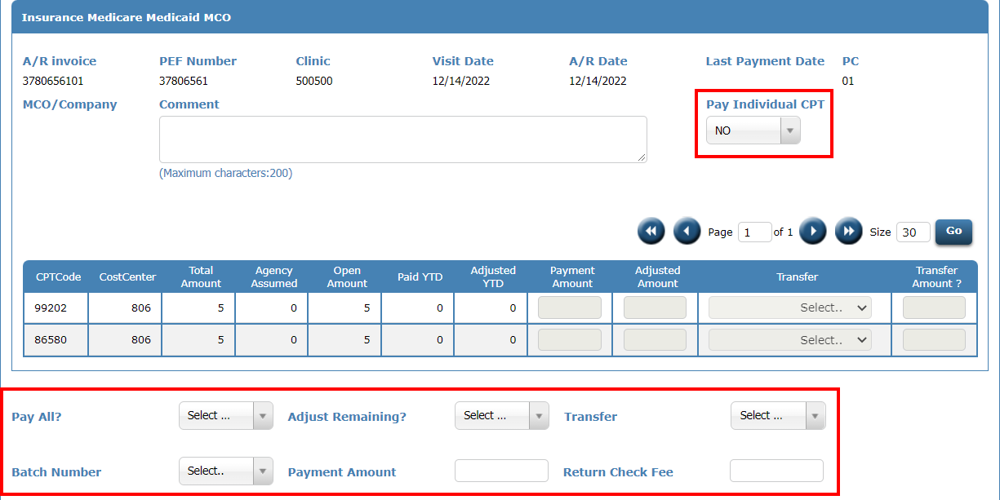 Insurance Medicare Medicaid MCO
A/R invoice PEF Number Clinic Visit Date A/R Date Last Payment Date PC
3780656101 37806561 500500 12/14/2022 12/14/2022 01
MCO/Company Comment Pay Individual CPT
NO
(Maximum characters:200)
Page 1 of 1 Size 30 Go
CPTCode CostCenter Total Amount Agency Assumed Open Amount Paid YTD Adjusted YTD Payment Amount Adjusted Amount Transfer Transfer Amount ?
99202 806 5 0 5 0 0 Select..
86580 806 5 0 5 0 0 Select..
Pay All? Select ... Adjust Remaining? Select ... Transfer Select ...
Batch Number Select.. Payment Amount Return Check Fee